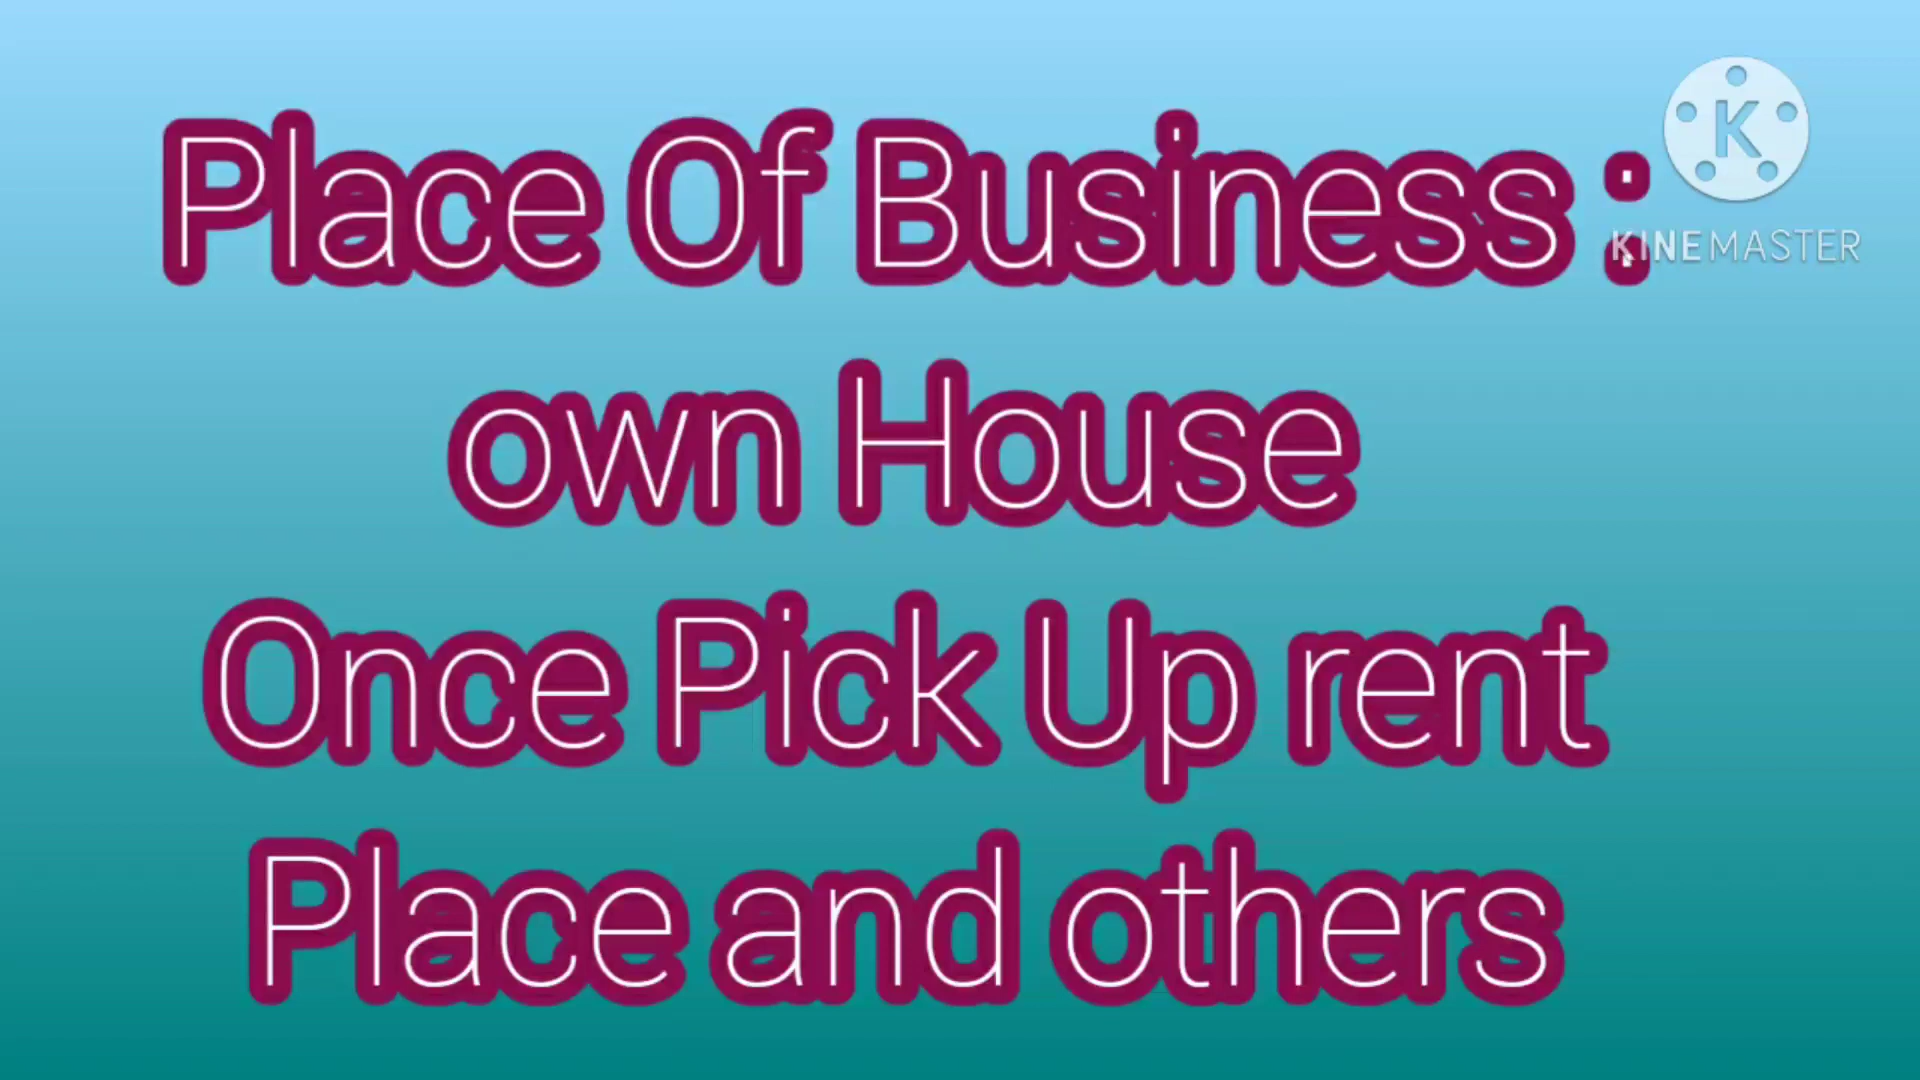 Place Of Business :
own House
Once Pick Up rent
Place and others
K
KINEMASTER